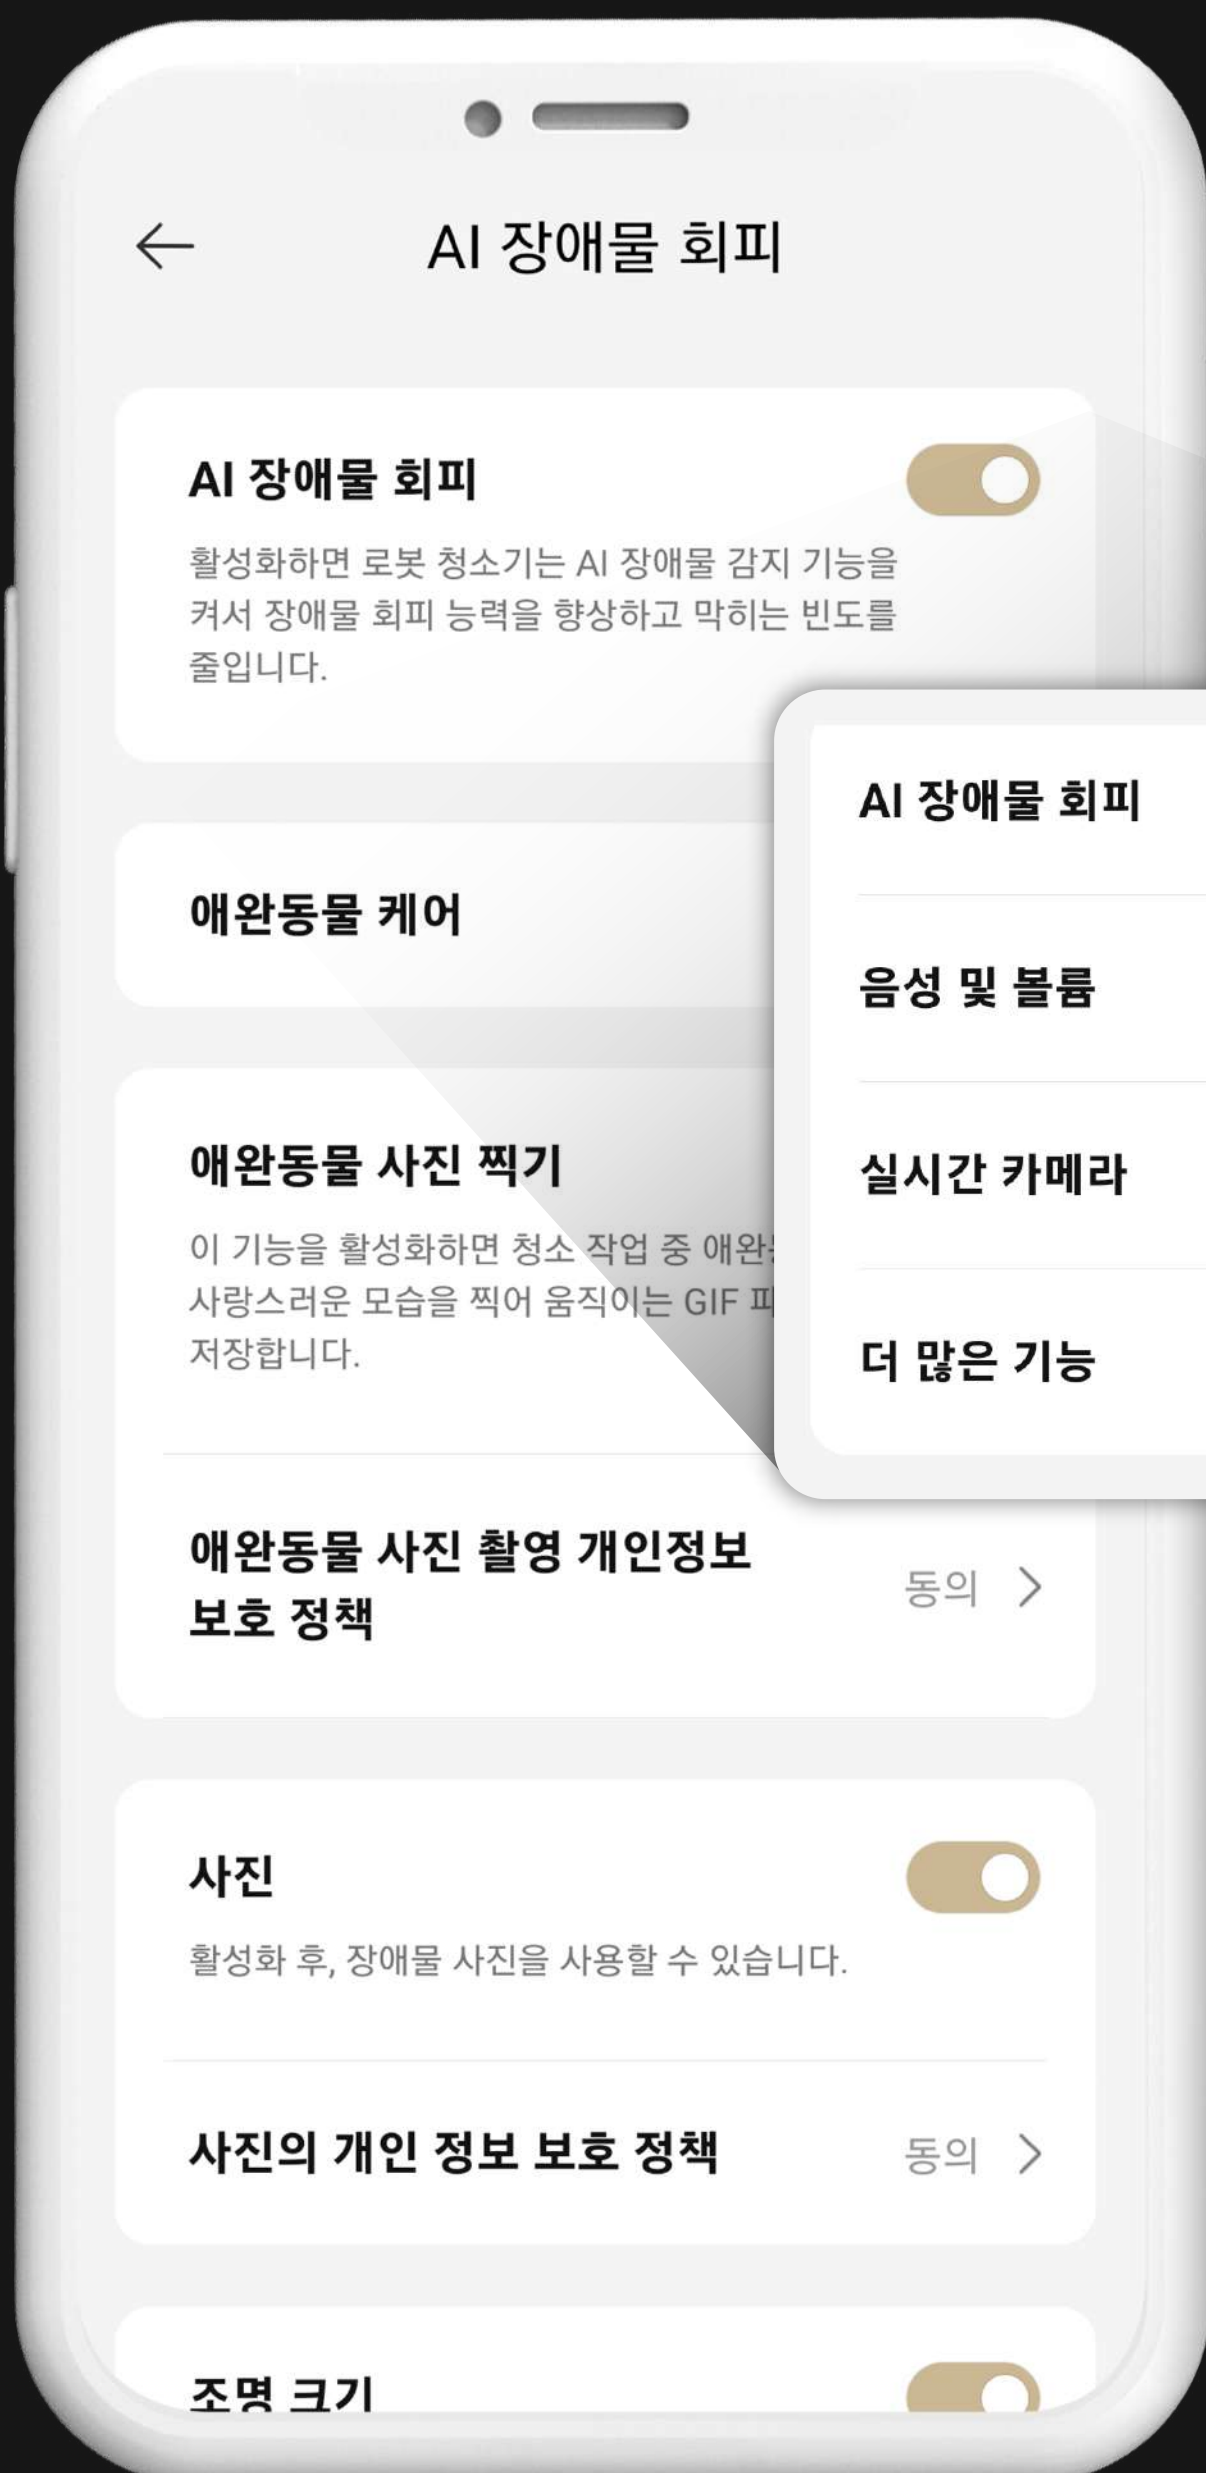 AI 장애물 회피
AI 장애물 회피
활성화하면 로봇 청소기는 AI 장애물 감지 기능을
켜서 장애물 회피 능력을 향상하고 막히는 빈도를
줄입니다.
애완동물 케어
애완동물 사진 찍기
이 기능을 활성화하면 청소 작업 중
사랑스러운 모습을 찍어 움직이는 GIF
저장합니다.
애완동물 사진 촬영 개인정보
보호 정책
동의
사진
활성화 후, 장애물 사진을 사용할 수 있습니다.
사진의 개인 정보 보호 정책
동의
조명 크기
AI 장애물 회피
음성 및 볼륨
실시간 카메라
더 많은 기능